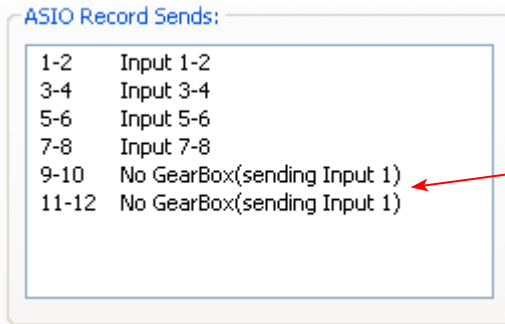 ASIO Record Sends:
1-2 Input 1-2
3-4 Input 3-4
5-6 Input 5-6
7-8 Input 7-8
9-10 No GearBox(sending Input 1)
11-12 No GearBox(sending Input 1)